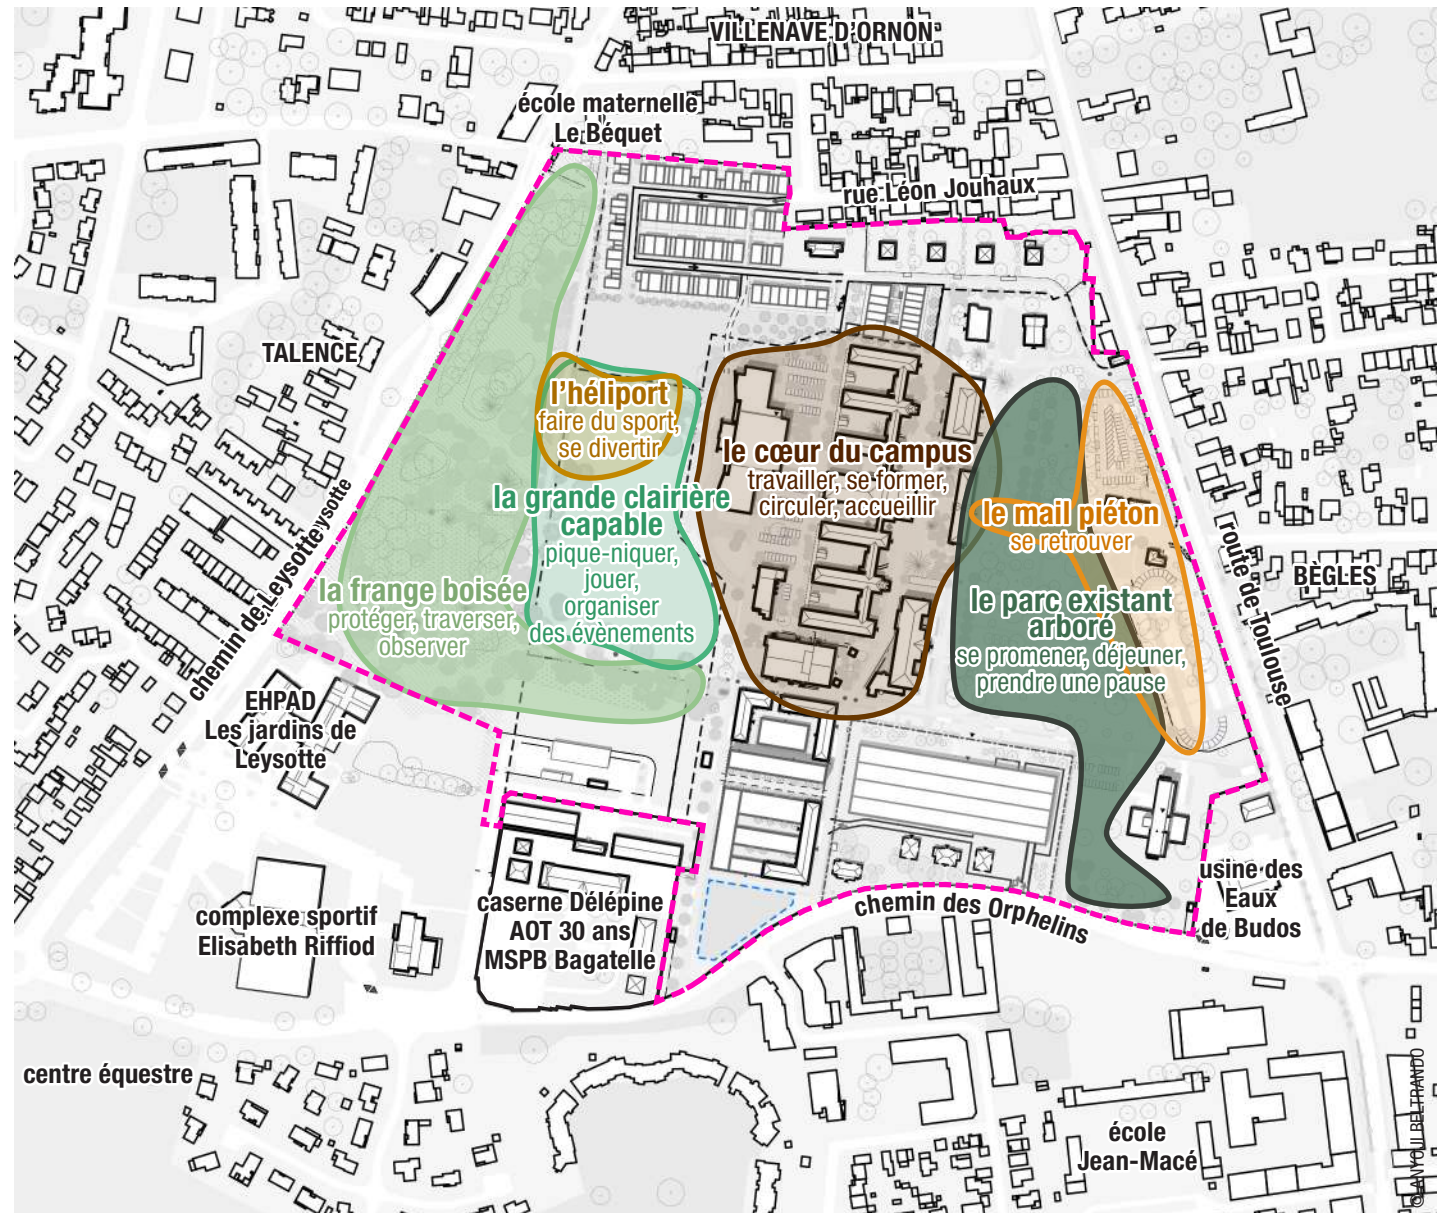 VILLENAVE D'ORNON
école maternelle
Le Béquet
rue Léon Jouhaux
TALENCE
l'héliport
faire du sport,
se divertir
le cœur du campus
travailler, se former,
circuler, accueillir
la grande clairière
capable
pique-niquer,
jouer,
organiser
des évènements
le mail piéton
se retrouver
la frange boisée
protéger, traverser,
observer
le parc existant
arboré
se promener, déjeuner,
prendre une pause
chemin de Leysotte
route de Toulouse
BÈGLES
EHPAD
Les jardins de
Leysotte
complexe sportif
Elisabeth Riffiod
caserne Délépine
AOT 30 ans
MSPB Bagatelle
chemin des Orphelins
usine des
Eaux
de Budos
centre équestre
école
Jean-Macé
© ANYOJI BELTRANDO